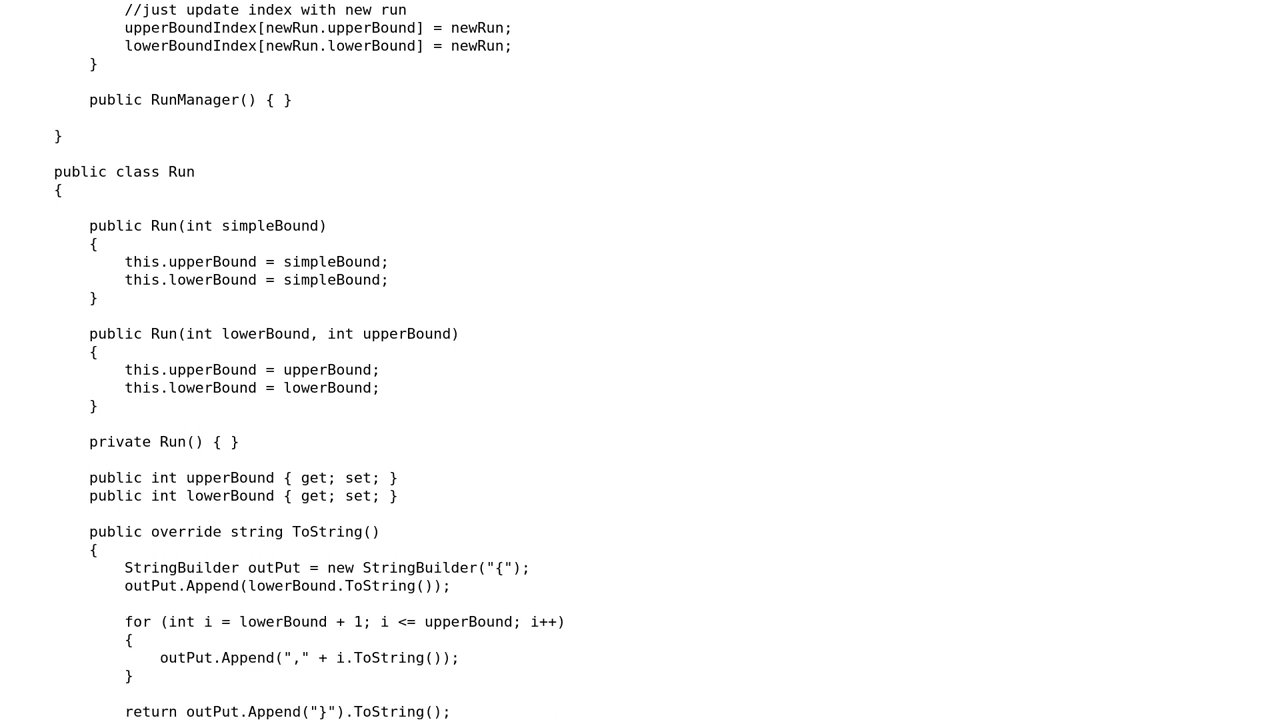 //just update index with new run
upperBoundIndex[newRun.upperBound] = newRun;
lowerBoundIndex[newRun.lowerBound] = newRun;
}
public RunManager() { }
}
public class Run
{
public Run(int simpleBound)
{
this.upperBound = simpleBound;
this.lowerBound = simpleBound;
}
public Run(int lowerBound, int upperBound)
{
this.upperBound = upperBound;
this.lowerBound = lowerBound;
}
private Run() { }
public int upperBound { get; set; }
public int lowerBound { get; set; }
public override string ToString()
{
StringBuilder outPut = new StringBuilder("{");
outPut.Append(lowerBound.ToString());
for (int i = lowerBound + 1; i <= upperBound; i++)
{
outPut.Append("," + i.ToString());
}
return outPut.Append("}").ToString();